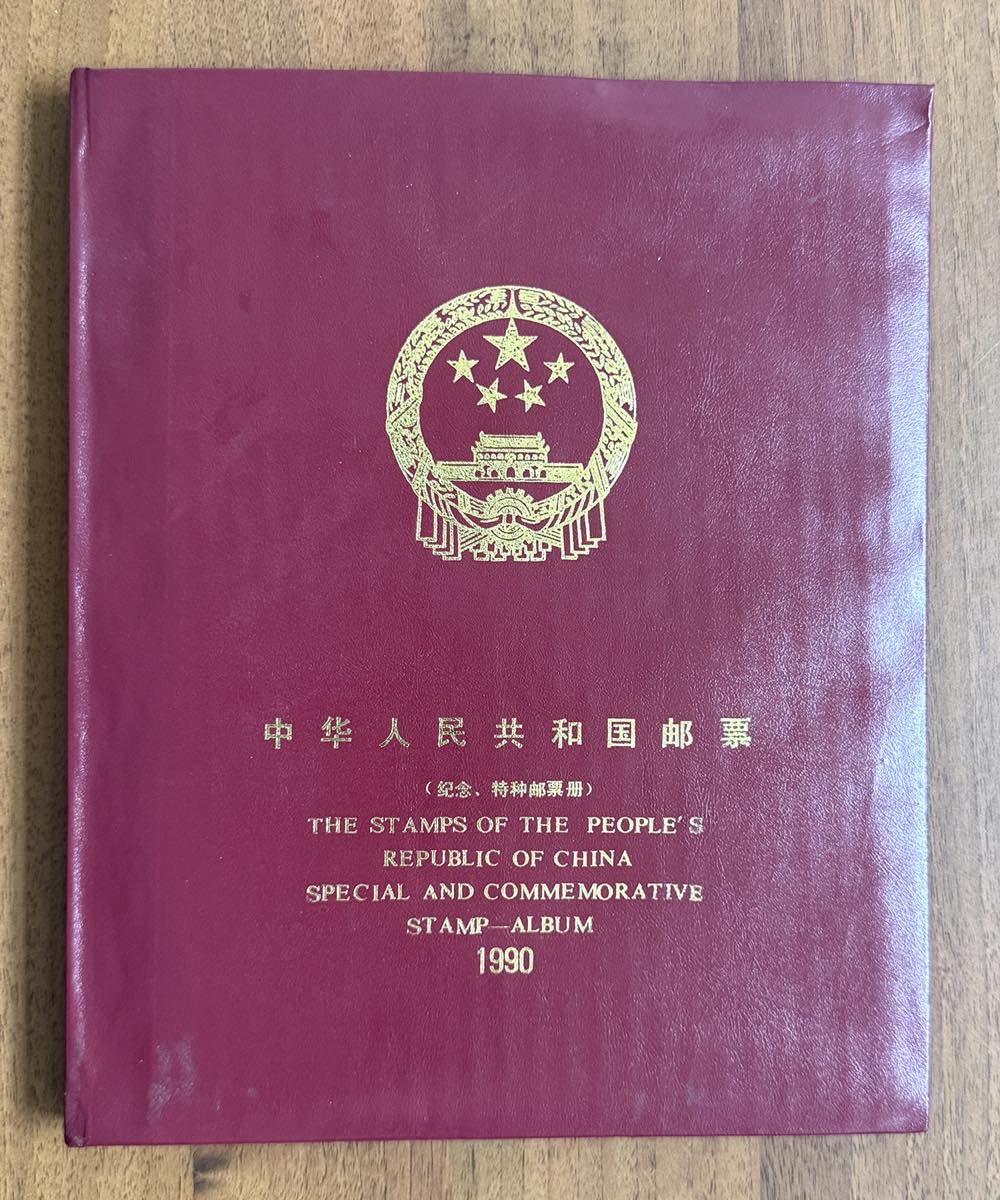 中华人民共和国邮票
（纪念、特种邮票册）
THE STAMPS OF THE PEOPLE'S
REPUBLIC OF CHINA
SPECIAL AND COMMEMORATIVE
STAMP—ALBUM
1990